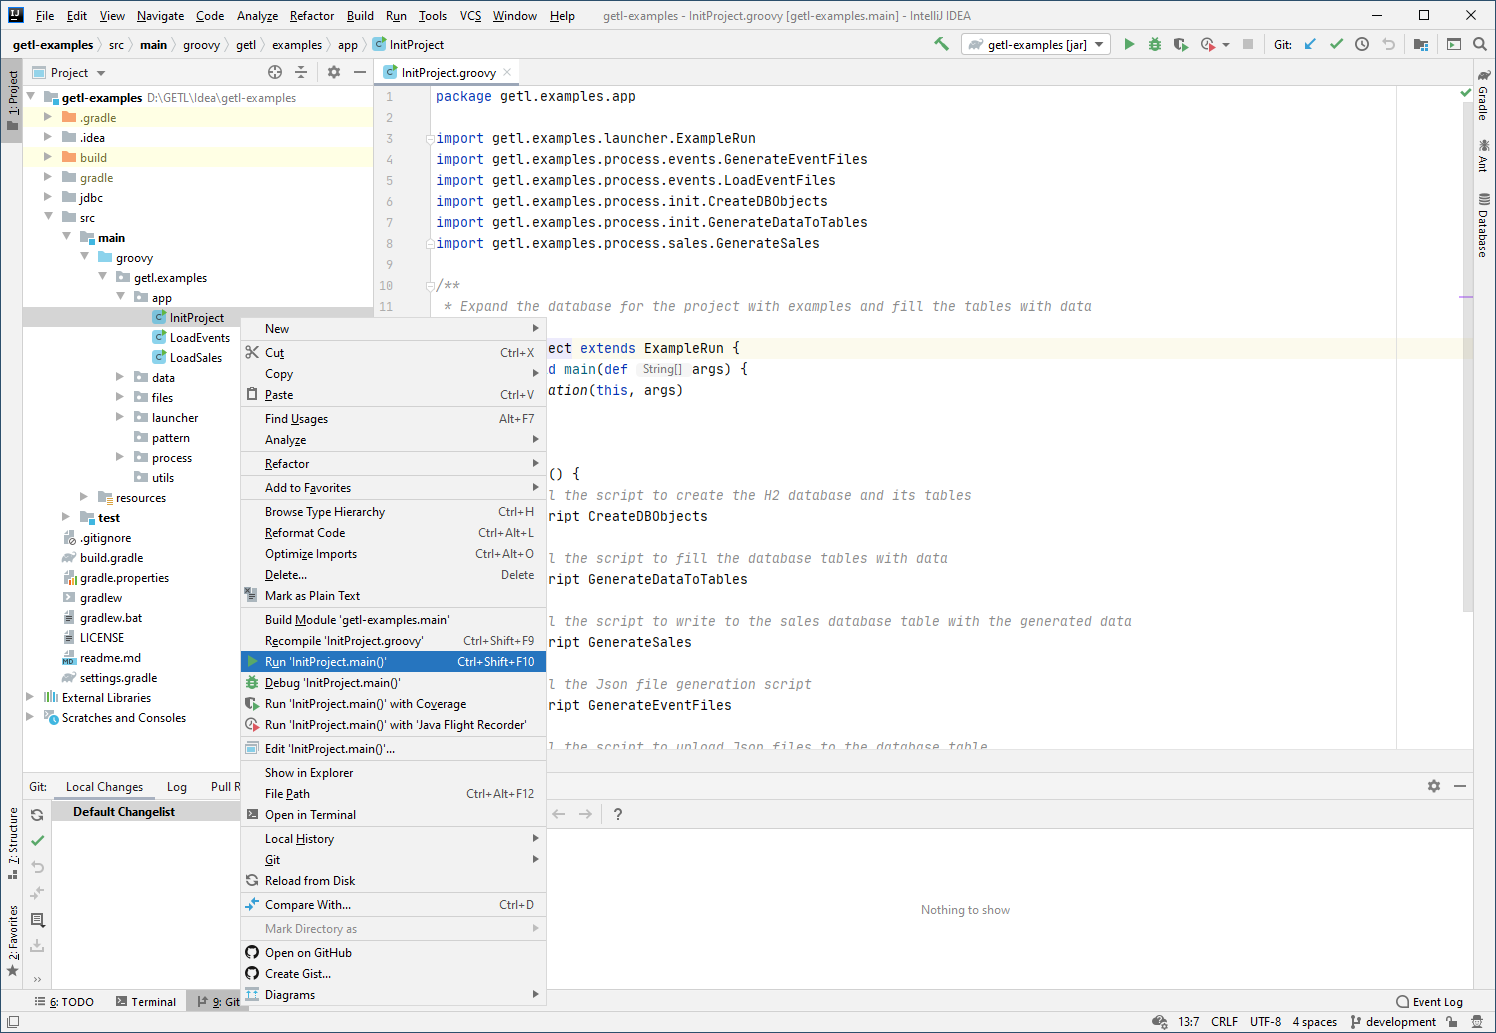 File Edit View Navigate Code Analyze Refactor Build Run Tools VCS Window Help getl-examples - InitProject.groovy [getl-examples.main] - IntelliJ IDEA
getl-examples src main groovy getl examples app InitProject getl-examples [jar] Git:
1: Project
Project
getl-examples D:\GETL\Idea\getl-examples
.gradle
.idea
build
gradle
jdbc
src
main
groovy
getl.examples
app
InitProject
LoadEvents
LoadSales
data
files
launcher
pattern
process
utils
resources
test
.gitignore
build.gradle
gradle.properties
gradlew
gradlew.bat
LICENSE
readme.md
settings.gradle
External Libraries
Scratches and Consoles
InitProject.groovy
1 package getl.examples.app
2
3 import getl.examples.launcher.ExampleRun
4 import getl.examples.process.events.GenerateEventFiles
5 import getl.examples.process.events.LoadEventFiles
6 import getl.examples.process.init.CreateDBObjects
7 import getl.examples.process.init.GenerateDataToTables
8 import getl.examples.process.sales.GenerateSales
9
10 /**
11 * Expand the database for the project with examples and fill the tables with data
ect extends ExampleRun {
d main(def String[] args) {
ation(this, args)
() {
l the script to create the H2 database and its tables
ript CreateDBObjects
l the script to fill the database tables with data
ript GenerateDataToTables
l the script to write to the sales database table with the generated data
ript GenerateSales
l the Json file generation script
ript GenerateEventFiles
l the script to upload Json files to the database table
New
Cut Ctrl+X
Copy
Paste Ctrl+V
Find Usages Alt+F7
Analyze
Refactor
Add to Favorites
Browse Type Hierarchy Ctrl+H
Reformat Code Ctrl+Alt+L
Optimize Imports Ctrl+Alt+O
Delete... Delete
Mark as Plain Text
Build Module 'getl-examples.main'
Recompile 'InitProject.groovy' Ctrl+Shift+F9
Run 'InitProject.main()' Ctrl+Shift+F10
Debug 'InitProject.main()'
Run 'InitProject.main()' with Coverage
Run 'InitProject.main()' with 'Java Flight Recorder'
Edit 'InitProject.main()'...
Show in Explorer
File Path Ctrl+Alt+F12
Open in Terminal
Local History
Git
Reload from Disk
Compare With... Ctrl+D
Mark Directory as
Open on GitHub
Create Gist...
Diagrams
Gradle
Ant
Database
Git: Local Changes Log Pull R
Default Changelist
?
Nothing to show
7: Structure
2: Favorites
6: TODO Terminal 9: Git Event Log
13:7 CRLF UTF-8 4 spaces development